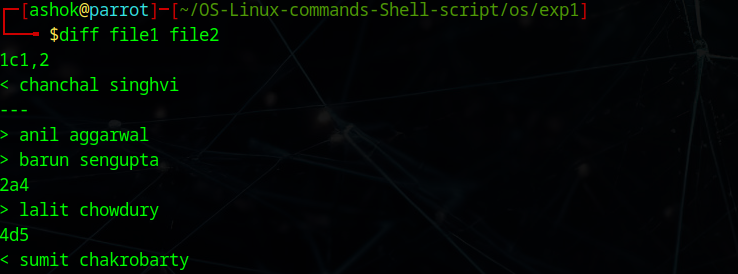 ┌─[ashok@parrot]─[~/OS-Linux-commands-Shell-script/os/exp1]
└──╼ $diff file1 file2
1c1,2
< chanchal singhvi
---
> anil aggarwal
> barun sengupta
2a4
> lalit chowdury
4d5
< sumit chakrobarty